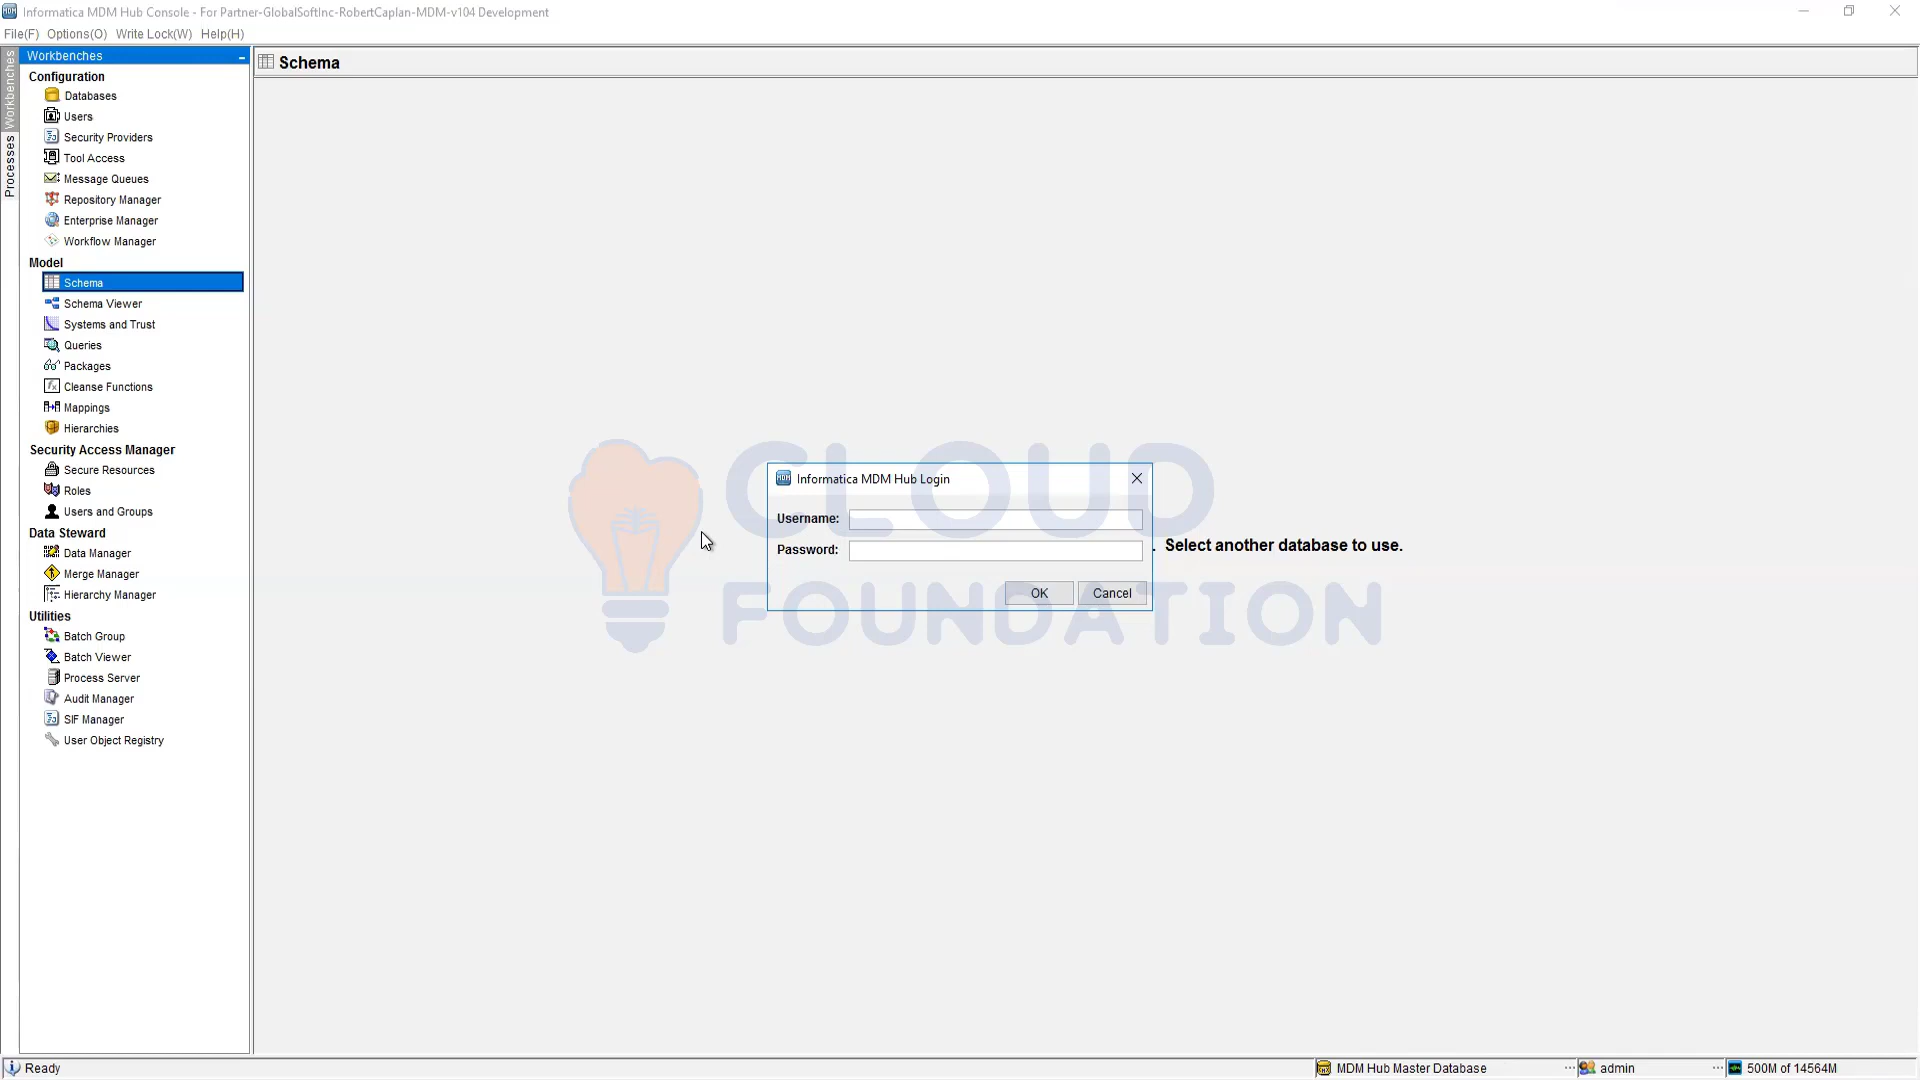 Informatica MDM Hub Console - For Partner-GlobalSoftInc-RobertCaplan-MDM-v104 Development
File(F) Options(O) Write Lock(W) Help(H)
Workbenches
Processes
Workbenches
Configuration
Databases
Users
Security Providers
Tool Access
Message Queues
Repository Manager
Enterprise Manager
Workflow Manager
Model
Schema
Schema Viewer
Systems and Trust
Queries
Packages
Cleanse Functions
Mappings
Hierarchies
Security Access Manager
Secure Resources
Roles
Users and Groups
Data Steward
Data Manager
Merge Manager
Hierarchy Manager
Utilities
Batch Group
Batch Viewer
Process Server
Audit Manager
SIF Manager
User Object Registry
Schema
CLOUD
FOUNDATION
Informatica MDM Hub Login
Username:
Password:
OK Cancel
. Select another database to use.
Ready
MDM Hub Master Database ... admin ... 500M of 14564M